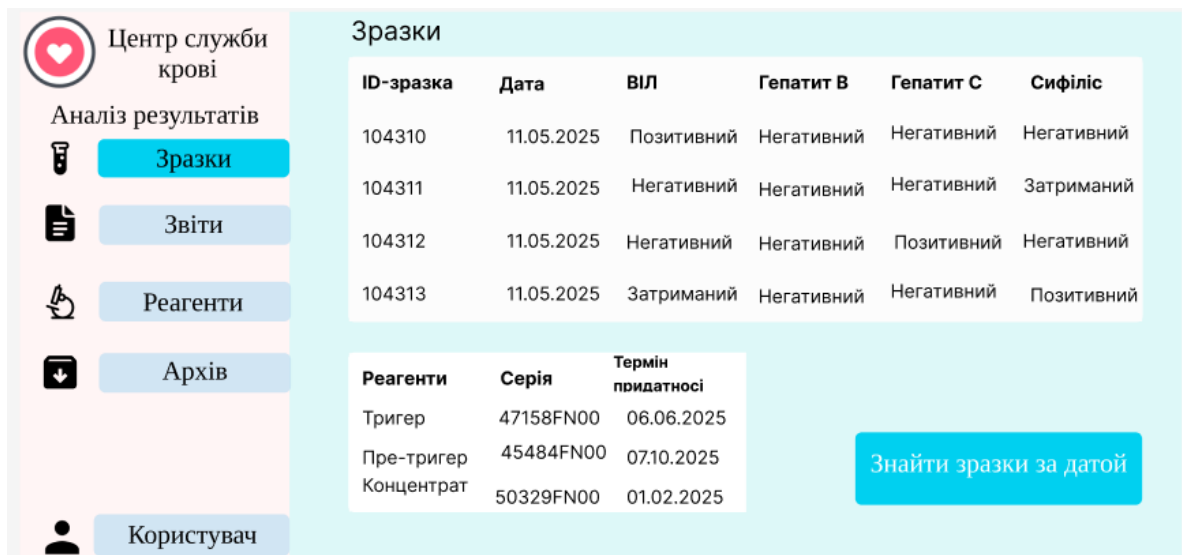 Центр служби
крові
Аналіз результатів
Зразки
Звіти
Реагенти
Архів
Користувач
Зразки
ID-зразка Дата ВІЛ Гепатит В Гепатит С Сифіліс
104310 11.05.2025 Позитивний Негативний Негативний Негативний
104311 11.05.2025 Негативний Негативний Негативний Затриманий
104312 11.05.2025 Негативний Негативний Позитивний Негативний
104313 11.05.2025 Затриманий Негативний Негативний Позитивний
Реагенти Серія Термін
придатності
Тригер 47158FN00 06.06.2025
Пре-тригер 45484FN00 07.10.2025
Концентрат 50329FN00 01.02.2025
Знайти зразки за датой